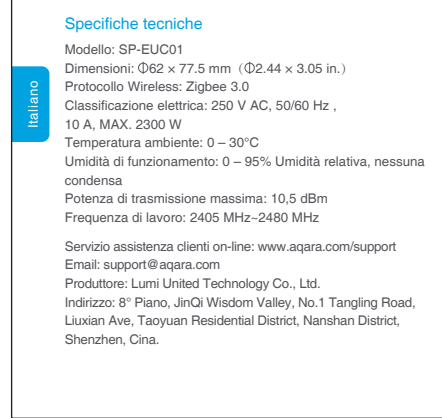 Specifiche tecniche
Modello: SP-EUC01
Dimensioni: Φ62 × 77.5 mm（Φ2.44 × 3.05 in.）
Protocollo Wireless: Zigbee 3.0
Classificazione elettrica: 250 V AC, 50/60 Hz ,
10 A, MAX. 2300 W
Temperatura ambiente: 0 – 30°C
Umidità di funzionamento: 0 – 95% Umidità relativa, nessuna
condensa
Potenza di trasmissione massima: 10,5 dBm
Frequenza di lavoro: 2405 MHz~2480 MHz
Servizio assistenza clienti on-line: www.aqara.com/support
Email: support@aqara.com
Produttore: Lumi United Technology Co., Ltd.
Indirizzo: 8° Piano, JinQi Wisdom Valley, No.1 Tangling Road,
Liuxian Ave, Taoyuan Residential District, Nanshan District,
Shenzhen, Cina.
Italiano